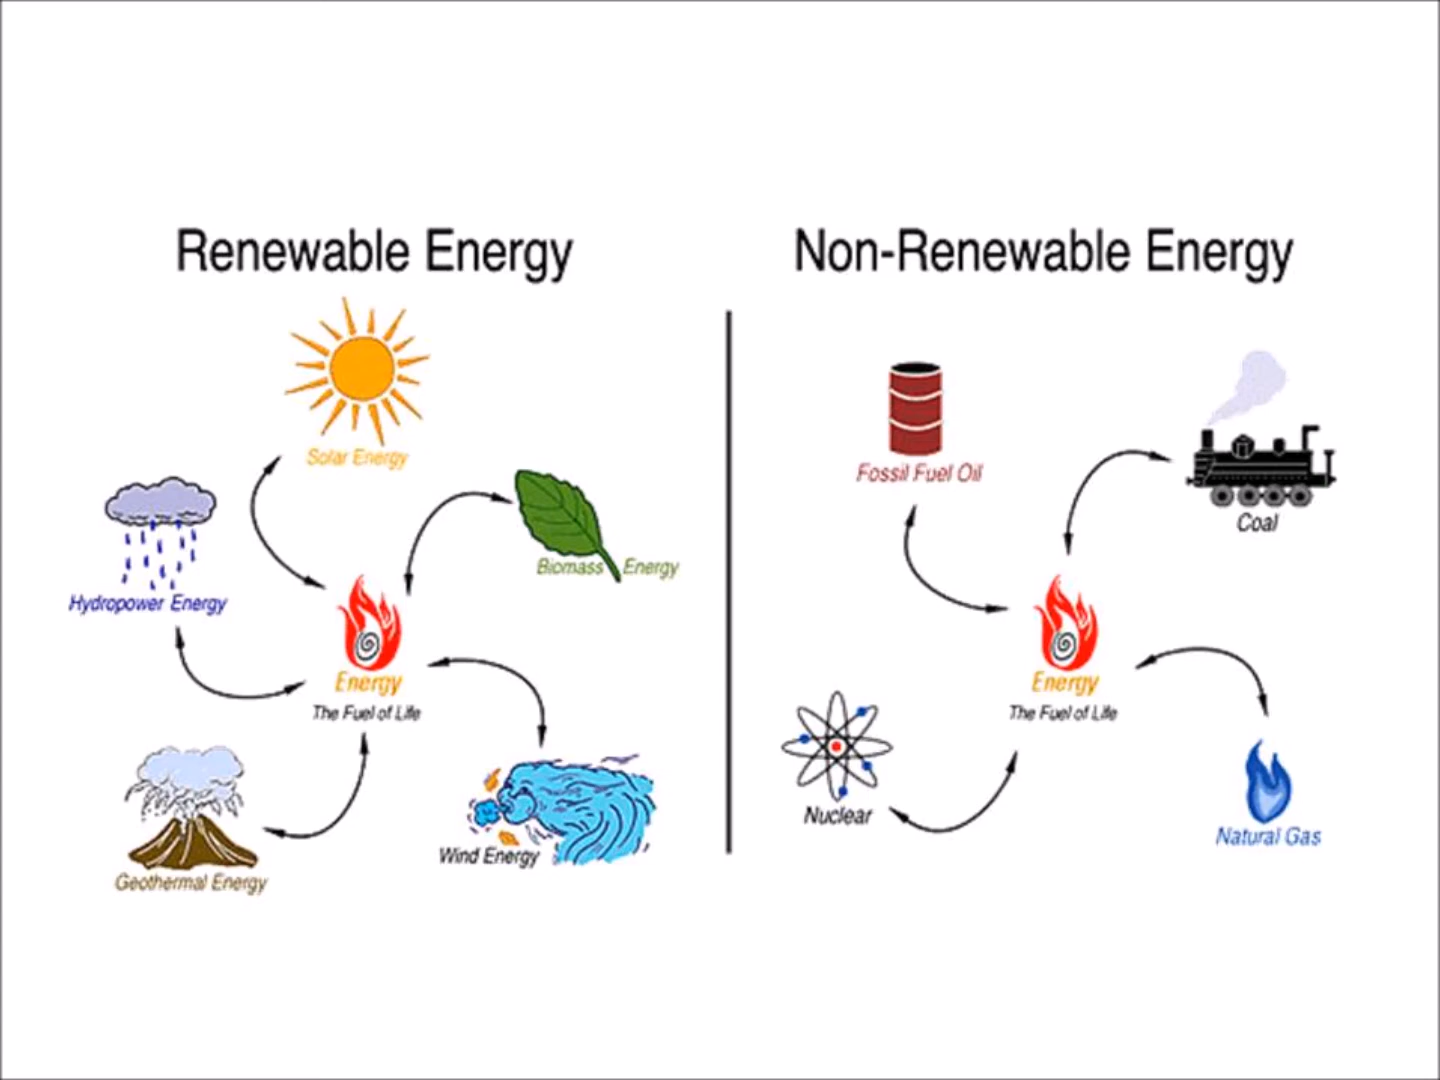 Renewable Energy
Solar Energy
Biomass Energy
Hydropower Energy
Energy
The Fuel of Life
Wind Energy
Geothermal Energy
Non-Renewable Energy
Fossil Fuel Oil
Coal
Energy
The Fuel of Life
Nuclear
Natural Gas